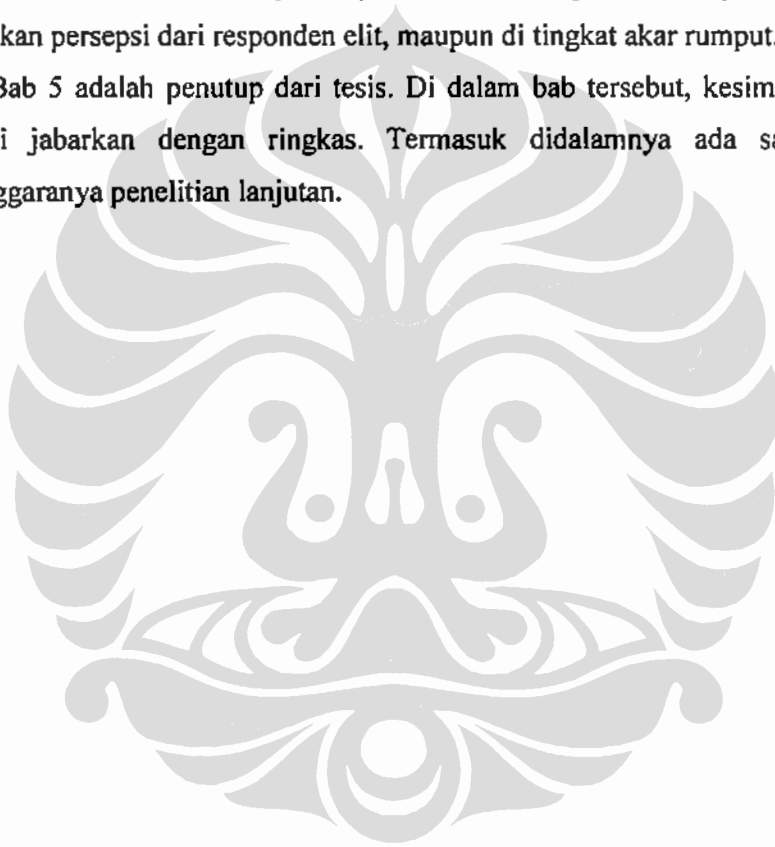 kan persepsi dari responden elit, maupun di tingkat akar rumput.
Bab 5 adalah penutup dari tesis. Di dalam bab tersebut, kesim
i jabarkan dengan ringkas. Termasuk didalamnya ada sa
ggaranya penelitian lanjutan.